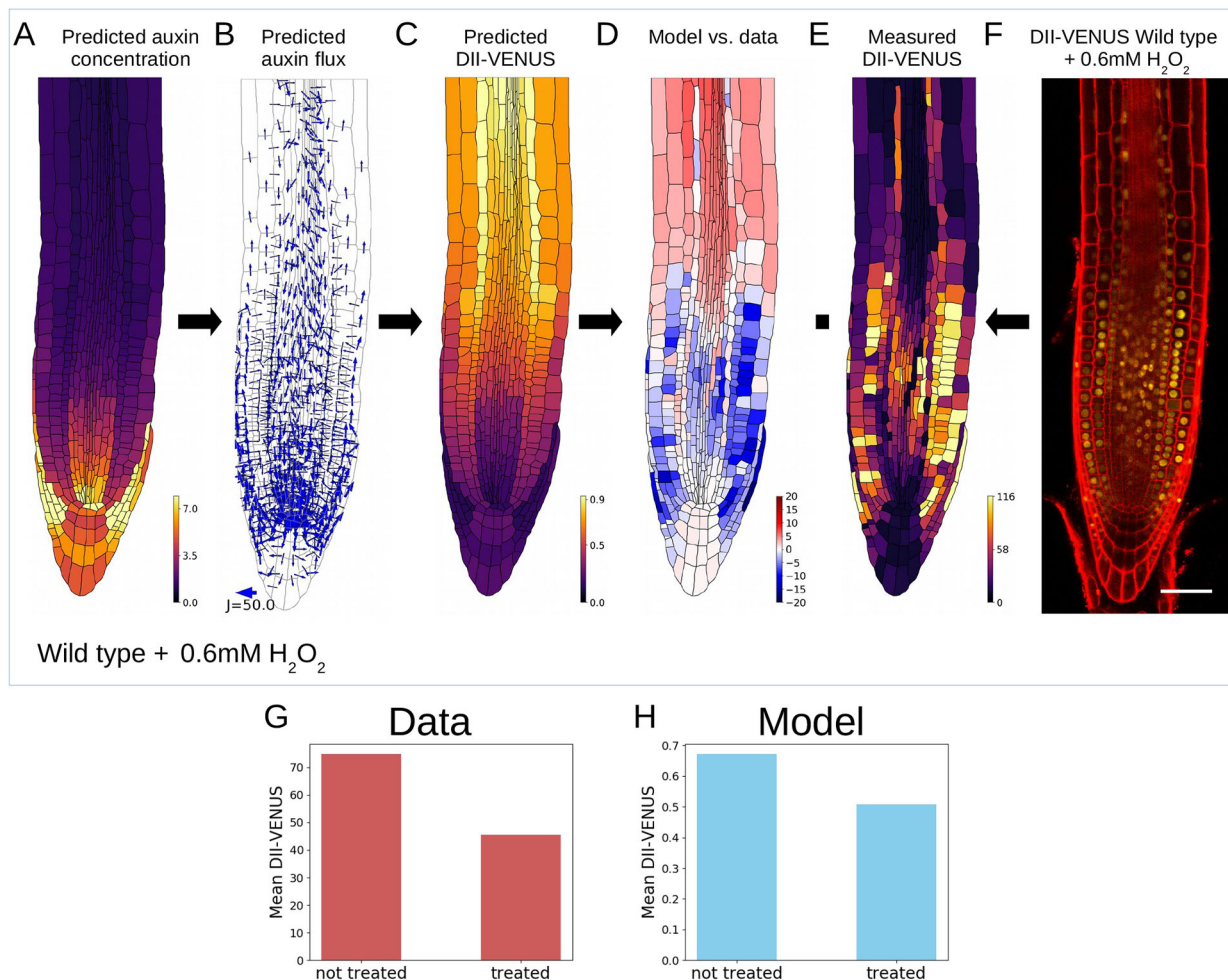 A Predicted auxin concentration
B Predicted auxin flux
C Predicted DII-VENUS
D Model vs. data
E Measured DII-VENUS
F DII-VENUS Wild type + 0.6mM H₂O₂
7.0
3.5
0.0
J=50.0
0.9
0.5
0.0
20
15
10
5
0
−5
−10
−15
−20
116
58
0
Wild type + 0.6mM H₂O₂
G Data
Mean DII-VENUS
70
60
50
40
30
20
10
0
not treated treated
H Model
Mean DII-VENUS
0.7
0.6
0.5
0.4
0.3
0.2
0.1
0.0
not treated treated